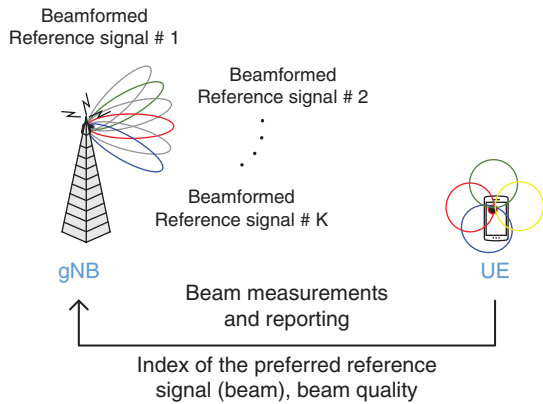 Beamformed
Reference signal # 1
Beamformed
Reference signal # 2
Beamformed
Reference signal # K
gNB
UE
Beam measurements
and reporting
Index of the preferred reference
signal (beam), beam quality